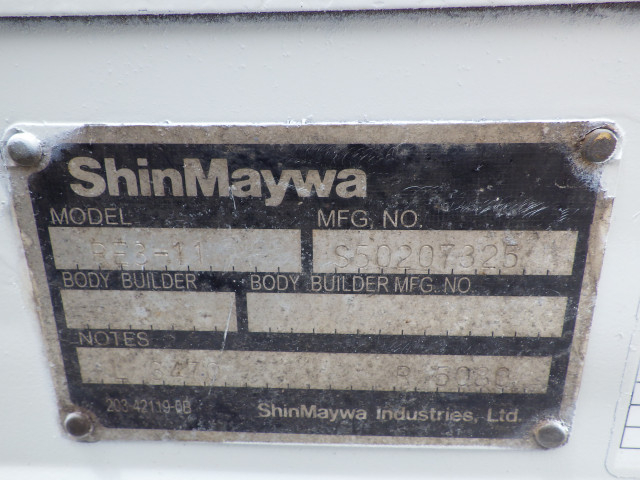 ShinMaywa
MODEL MFG. NO.
S50207325
BODY BUILDER BODY BUILDER MFG. NO.
NOTES
203-42119-0B ShinMaywa Industries, Ltd.